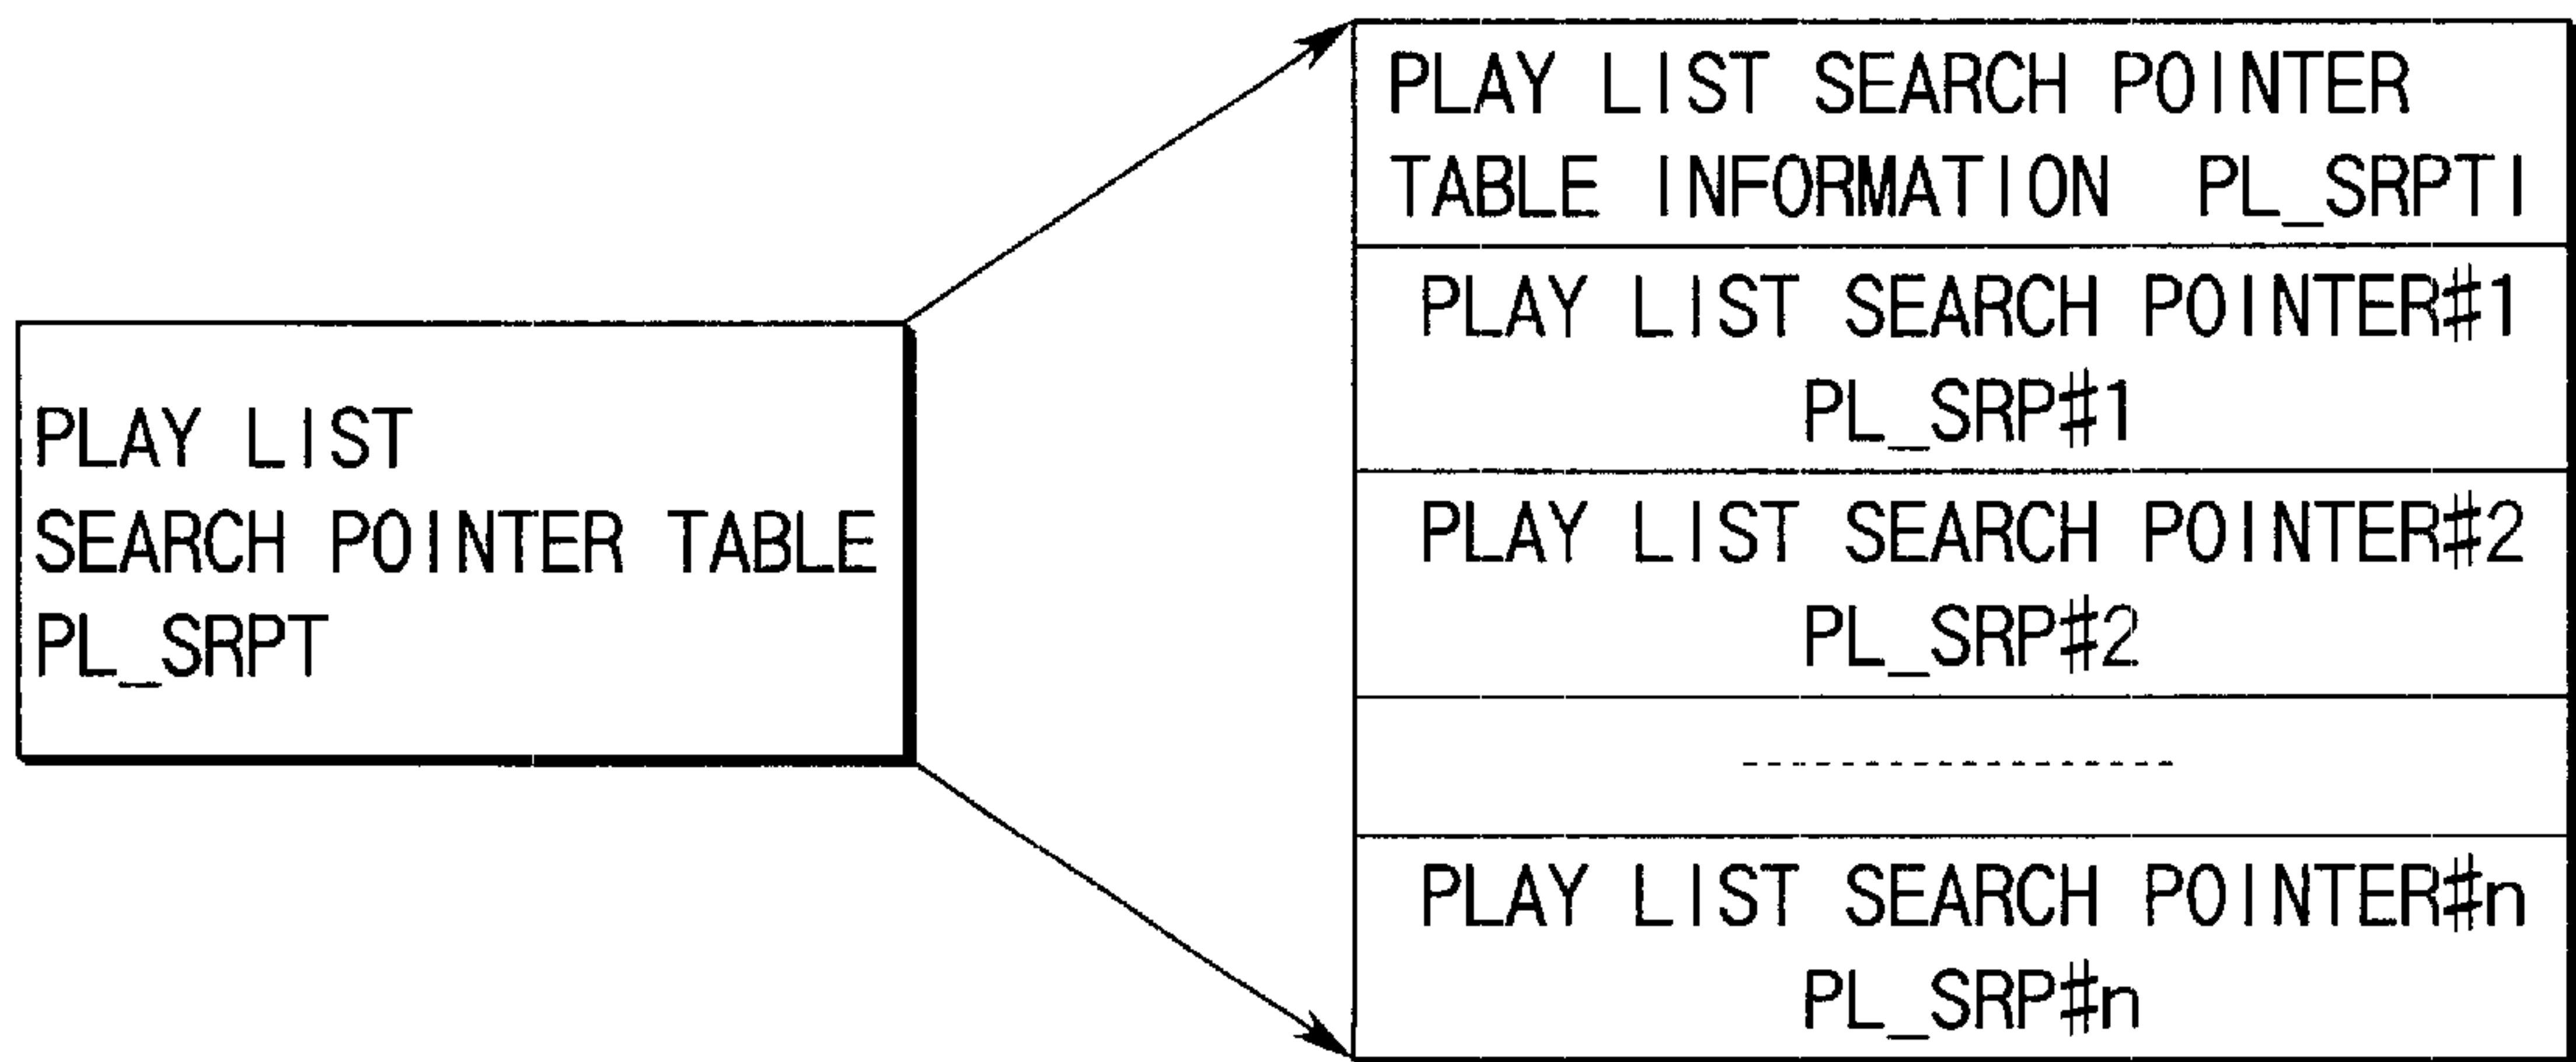 PLAY LIST
SEARCH POINTER TABLE
PL_SRPT
PLAY LIST SEARCH POINTER
TABLE INFORMATION PL_SRPTI
PLAY LIST SEARCH POINTER#1
PL_SRP#1
PLAY LIST SEARCH POINTER#2
PL_SRP#2
PLAY LIST SEARCH POINTER#n
PL_SRP#n